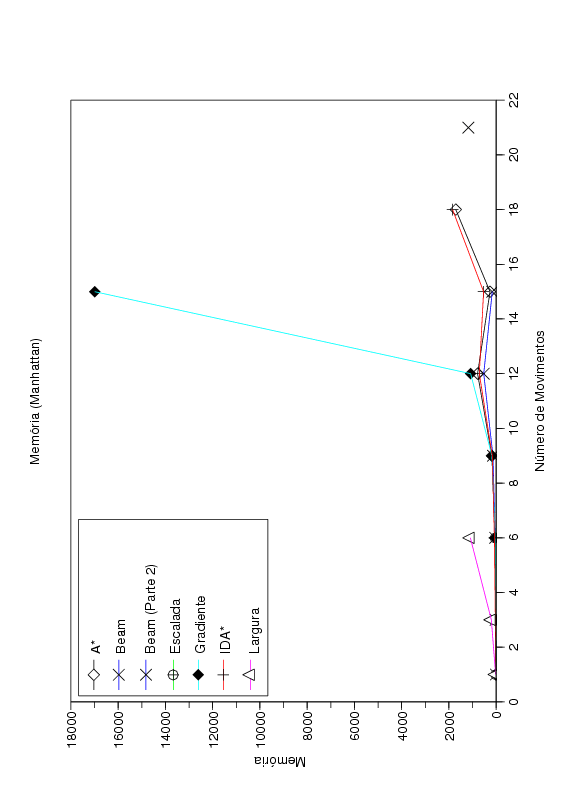 Memória (Manhattan)
A*
Beam
Beam (Parte 2)
Escalada
Gradiente
IDA*
Largura
Memória
18000
16000
14000
12000
10000
8000
6000
4000
2000
0
0
2
4
6
8
10
12
14
16
18
20
22
Número de Movimentos